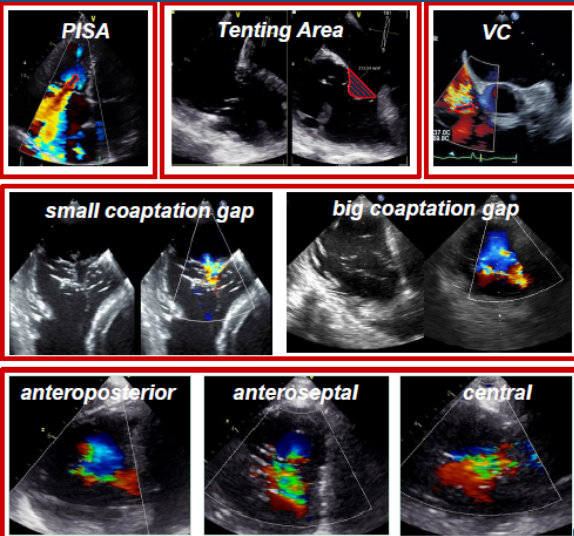 PISA
Tenting Area
VC
small coaptation gap
big coaptation gap
anteroposterior
anteroseptal
central